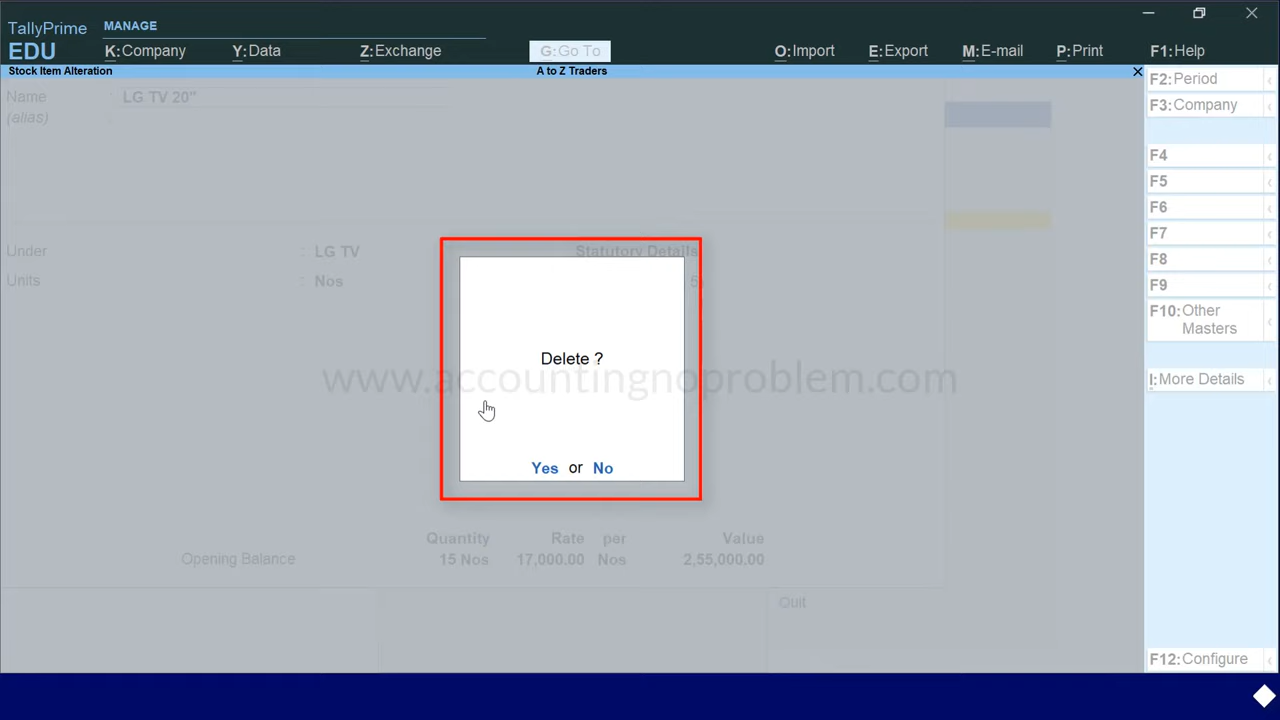 TallyPrime
MANAGE
EDU
K:Company
Y:Data
Z:Exchange
G:Go To
O:Import
E:Export
M:E-mail
P:Print
F1:Help
Stock Item Alteration
A to Z Traders
Name : LG TV 20"
(alias) :
Under : LG TV
Statutory Details
Units : Nos
5
Delete ?
www.accountingnoproblem.com
Yes or No
Quantity Rate per Value
Opening Balance 15 Nos 17,000.00 Nos 2,55,000.00
Quit
F2:Period
F3:Company
F4
F5
F6
F7
F8
F9
F10:Other
Masters
I:More Details
F12:Configure